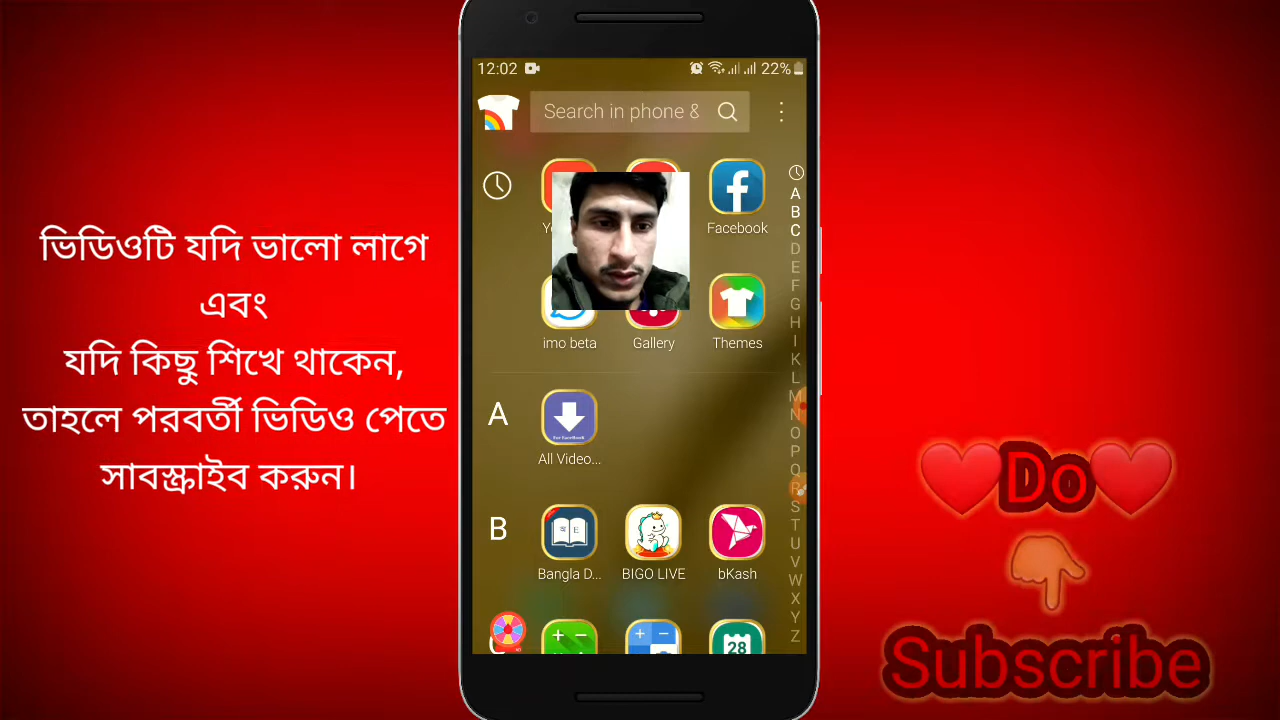 ভিডিওটি যদি ভালো লাগে
এবং
যদি কিছু শিখে থাকেন,
তাহলে পরবর্তী ভিডিও পেতে
সাবস্ক্রাইব করুন।
12:02
22%
Search in phone &
Facebook
imo beta
Gallery
Themes
A
All Video...
B
Bangla D...
BIGO LIVE
bKash
28
A
B
C
D
E
F
G
H
I
K
L
M
N
O
P
Q
R
S
T
U
V
W
X
Y
Z
Do
Subscribe